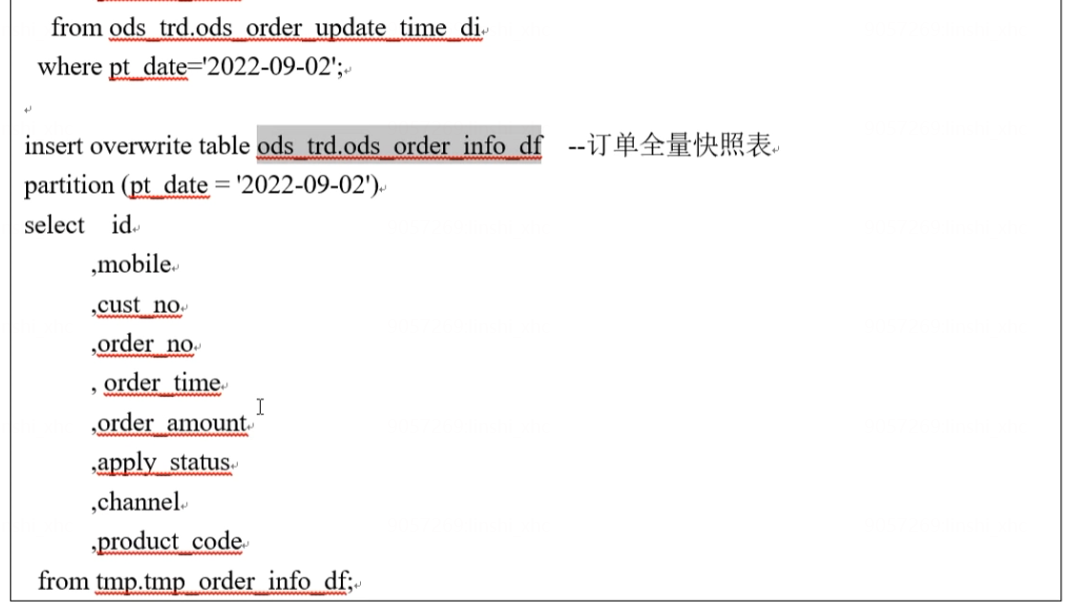 from ods_trd.ods_order_update_time_di
where pt_date='2022-09-02';
insert overwrite table ods_trd.ods_order_info_df --订单全量快照表
partition (pt_date = '2022-09-02')
select id
,mobile
,cust_no
,order_no
, order_time
,order_amount
,apply_status
,channel
,product_code
from tmp.tmp_order_info_df;